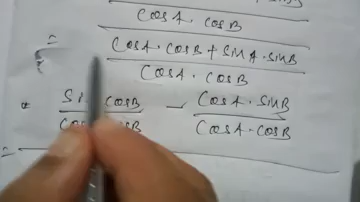 CosA · CosB
= CosA · CosB + SinA · SinB
CosA · CosB
CosB - CosA · SinB
CosA · CosB
=